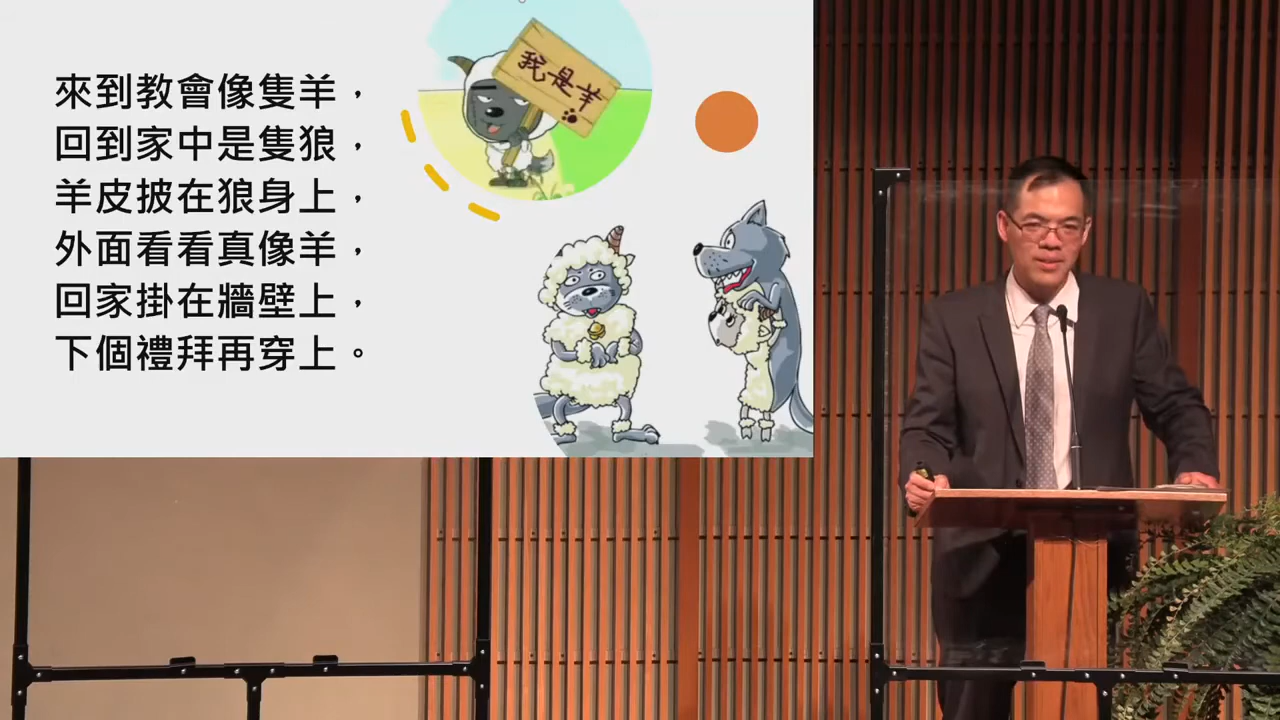 來到教會像隻羊，
回到家中是隻狼，
羊皮披在狼身上，
外面看看真像羊，
回家掛在牆壁上，
下個禮拜再穿上。
我是羊